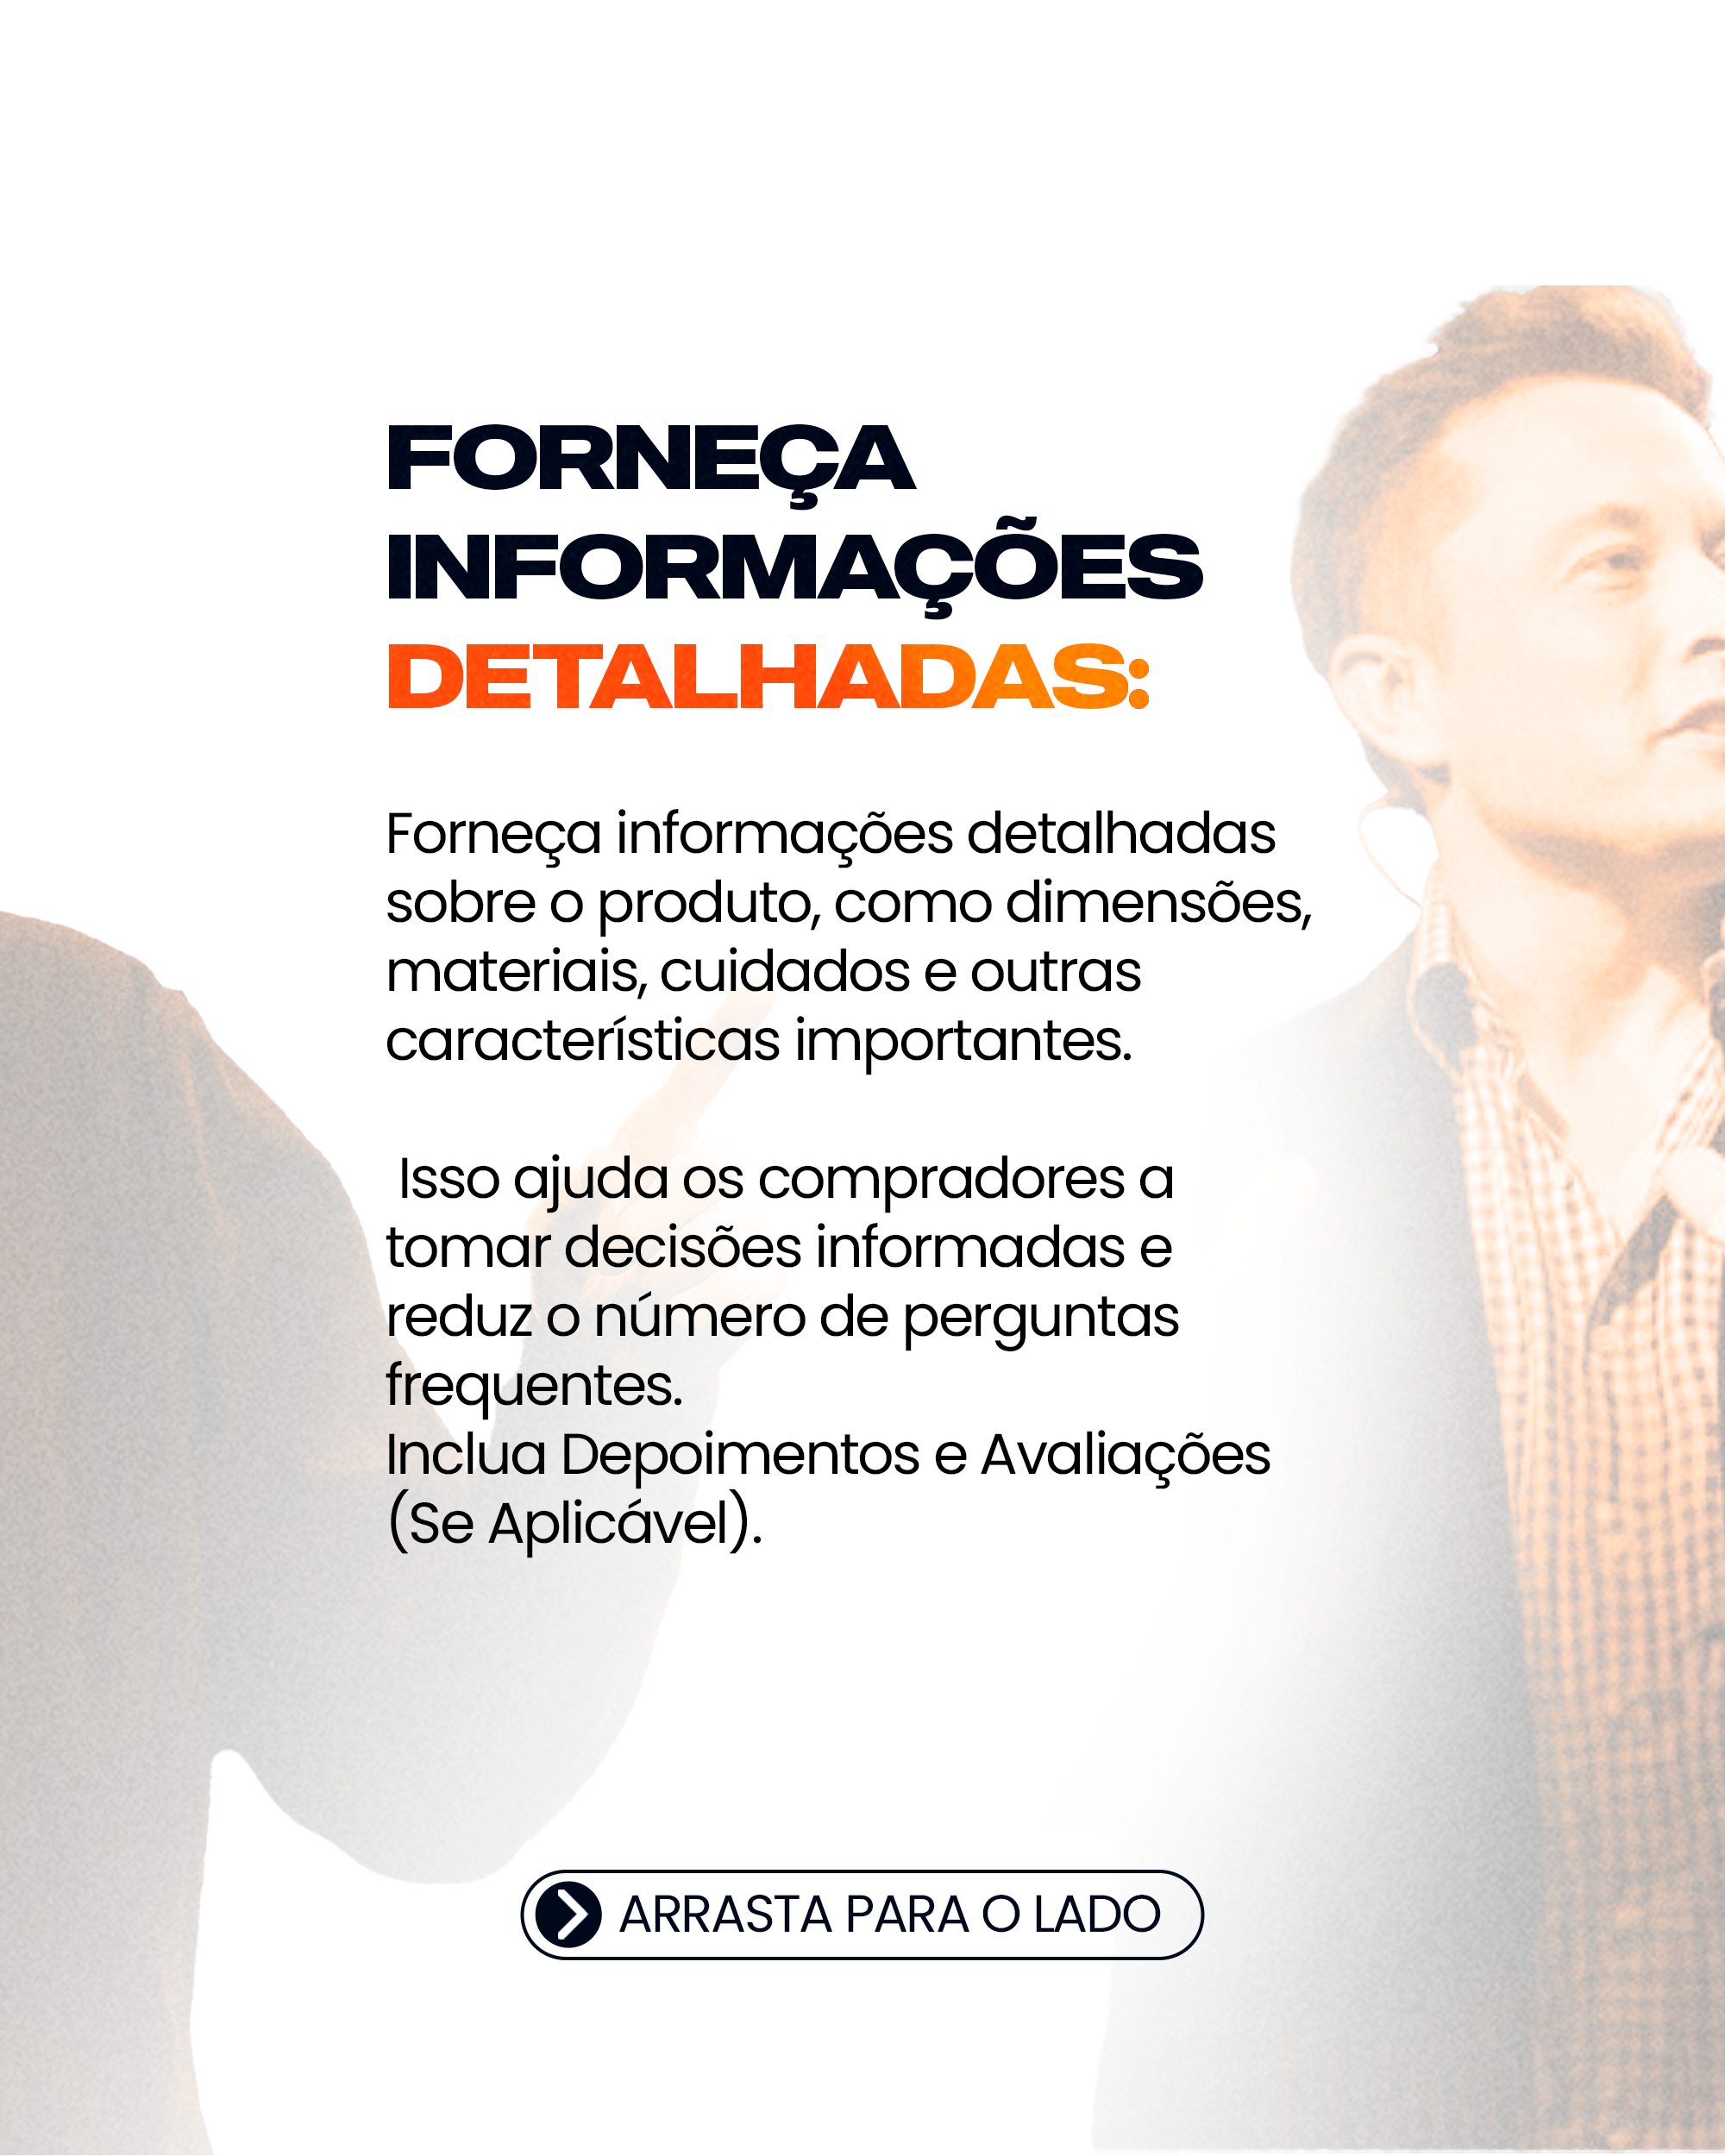 FORNEÇA
INFORMAÇÕES
DETALHADAS:
Forneça informações detalhadas
sobre o produto, como dimensões,
materiais, cuidados e outras
características importantes.
Isso ajuda os compradores a
tomar decisões informadas e
reduz o número de perguntas
frequentes.
Inclua Depoimentos e Avaliações
(Se Aplicável).
ARRASTA PARA O LADO